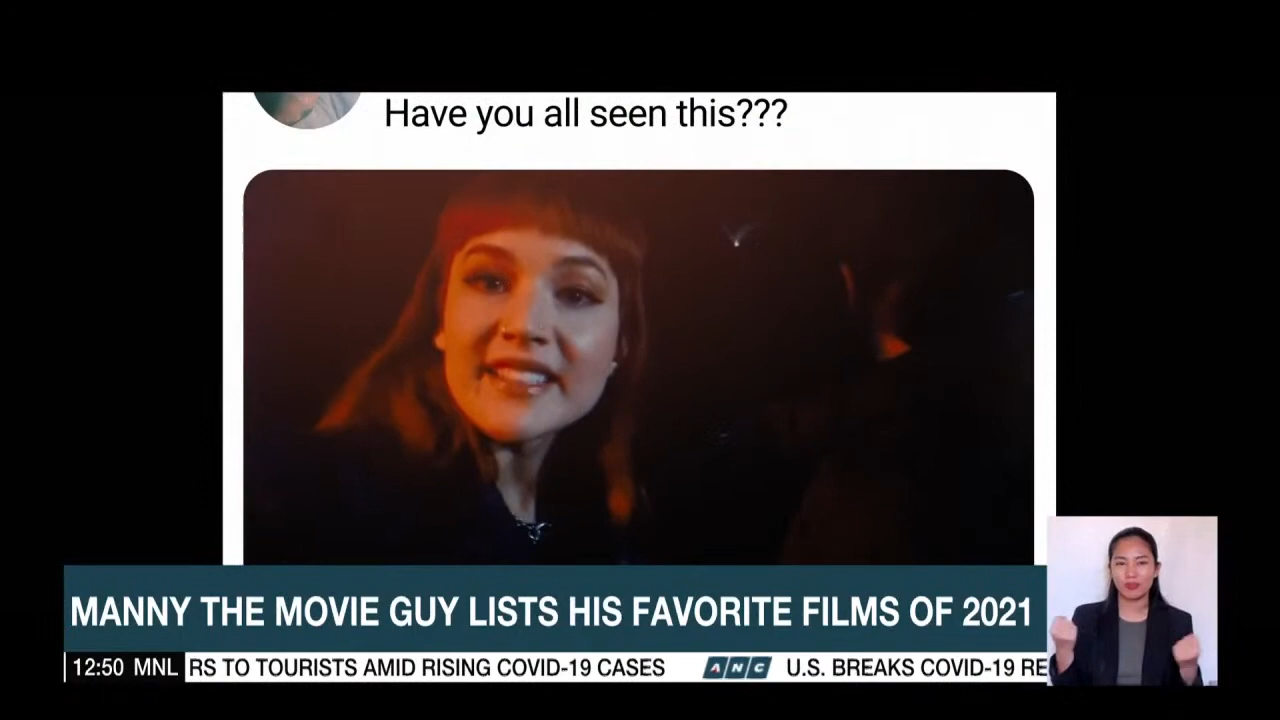 Have you all seen this???
MANNY THE MOVIE GUY LISTS HIS FAVORITE FILMS OF 2021
12:50 MNL RS TO TOURISTS AMID RISING COVID-19 CASES ANC U.S. BREAKS COVID-19 RE